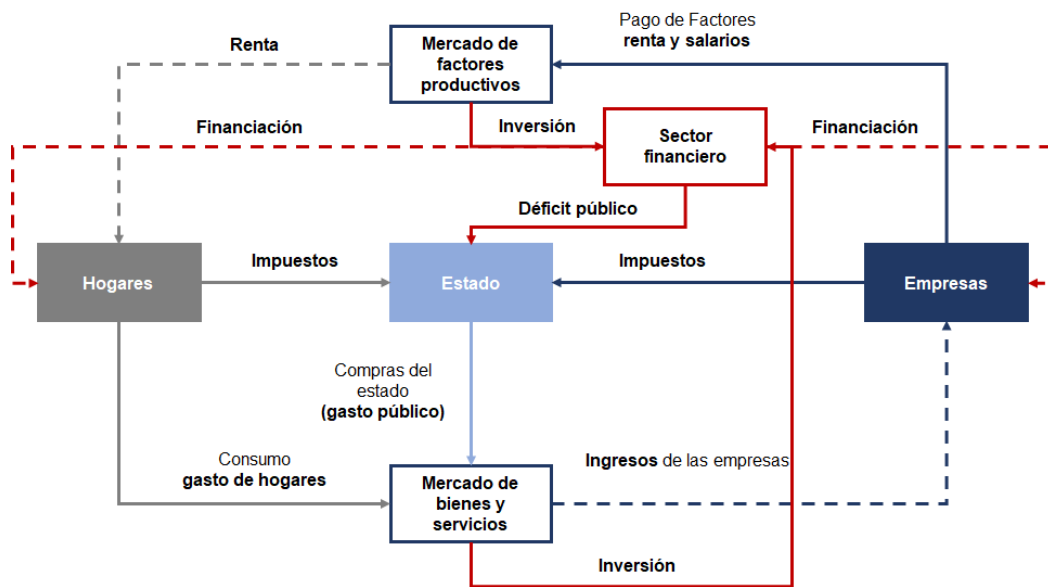 Pago de Factores
renta y salarios
Renta
Mercado de
factores
productivos
Financiación
Inversión
Sector
financiero
Financiación
Déficit público
Hogares
Impuestos
Estado
Impuestos
Empresas
Compras del
estado
(gasto público)
Consumo
gasto de hogares
Mercado de
bienes y
servicios
Ingresos de las empresas
Inversión